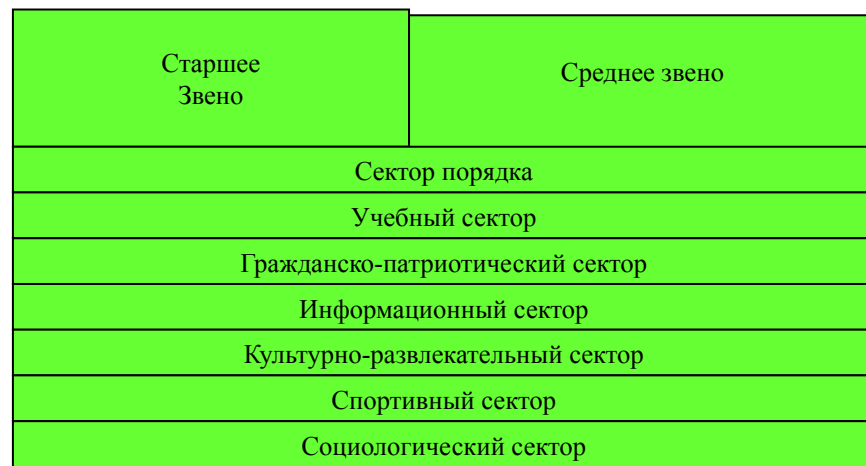 Старшее
Звено
Среднее звено
Сектор порядка
Учебный сектор
Гражданско-патриотический сектор
Информационный сектор
Культурно-развлекательный сектор
Спортивный сектор
Социологический сектор